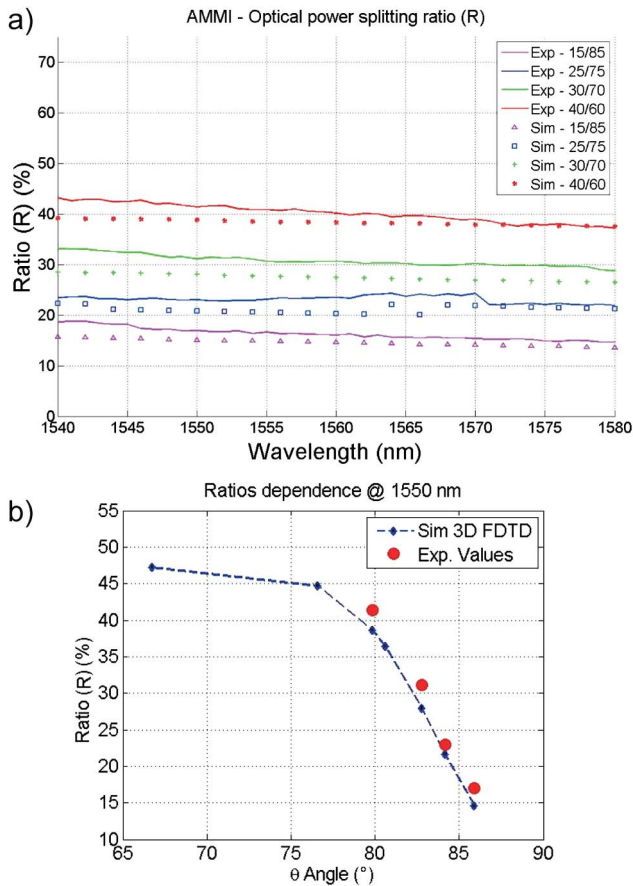 a)
AMMI - Optical power splitting ratio (R)
Ratio (R) (%)
70
60
50
40
30
20
10
0
Exp - 15/85
Exp - 25/75
Exp - 30/70
Exp - 40/60
Sim - 15/85
Sim - 25/75
Sim - 30/70
Sim - 40/60
1540 1545 1550 1555 1560 1565 1570 1575 1580
Wavelength (nm)
b)
Ratios dependence @ 1550 nm
Ratio (R) (%)
55
50
45
40
35
30
25
20
15
10
Sim 3D FDTD
Exp. Values
65 70 75 80 85 90
θ Angle (°)